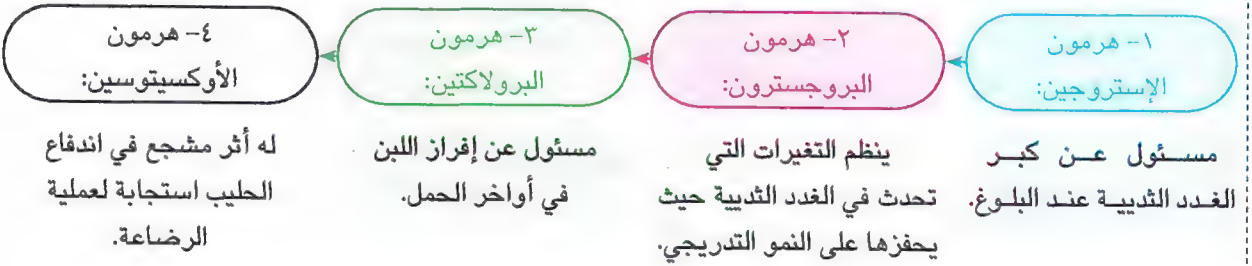 ١- هرمون
الإستروجين:
مسئول عن كبر
الغدد الثديية عند البلوغ.
٢- هرمون
البروجسترون:
ينظم التغيرات التي
تحدث في الغدد الثديية حيث
يحفزها على النمو التدريجي.
٣- هرمون
البرولاكتين:
مسئول عن إفراز اللبن
في أواخر الحمل.
٤- هرمون
الأوكسيتوسين:
له أثر مشجع في اندفاع
الحليب استجابة لعملية
الرضاعة.